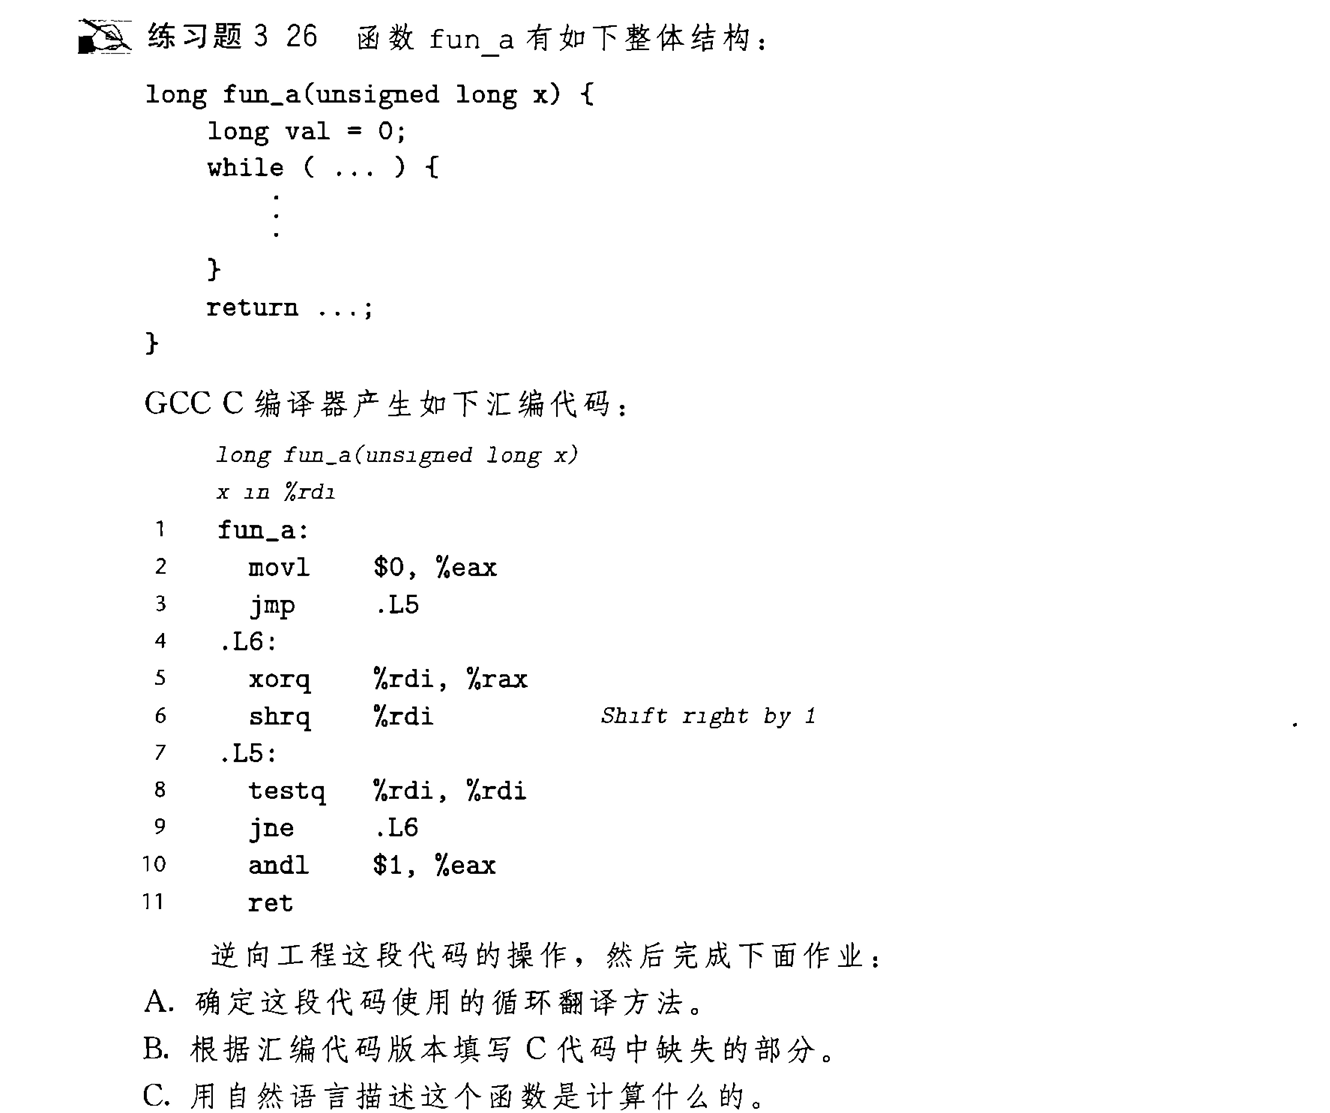 练习题 3 26 函数 fun_a 有如下整体结构：
long fun_a(unsigned long x) {
long val = 0;
while ( ... ) {
.
.
.
}
return ...;
}
GCC C 编译器产生如下汇编代码：
long fun_a(unsigned long x)
x in %rdi
1 fun_a:
2 movl $0, %eax
3 jmp .L5
4 .L6:
5 xorq %rdi, %rax
6 shrq %rdi Shift right by 1
7 .L5:
8 testq %rdi, %rdi
9 jne .L6
10 andl $1, %eax
11 ret
逆向工程这段代码的操作，然后完成下面作业：
A. 确定这段代码使用的循环翻译方法。
B. 根据汇编代码版本填写 C 代码中缺失的部分。
C. 用自然语言描述这个函数是计算什么的。